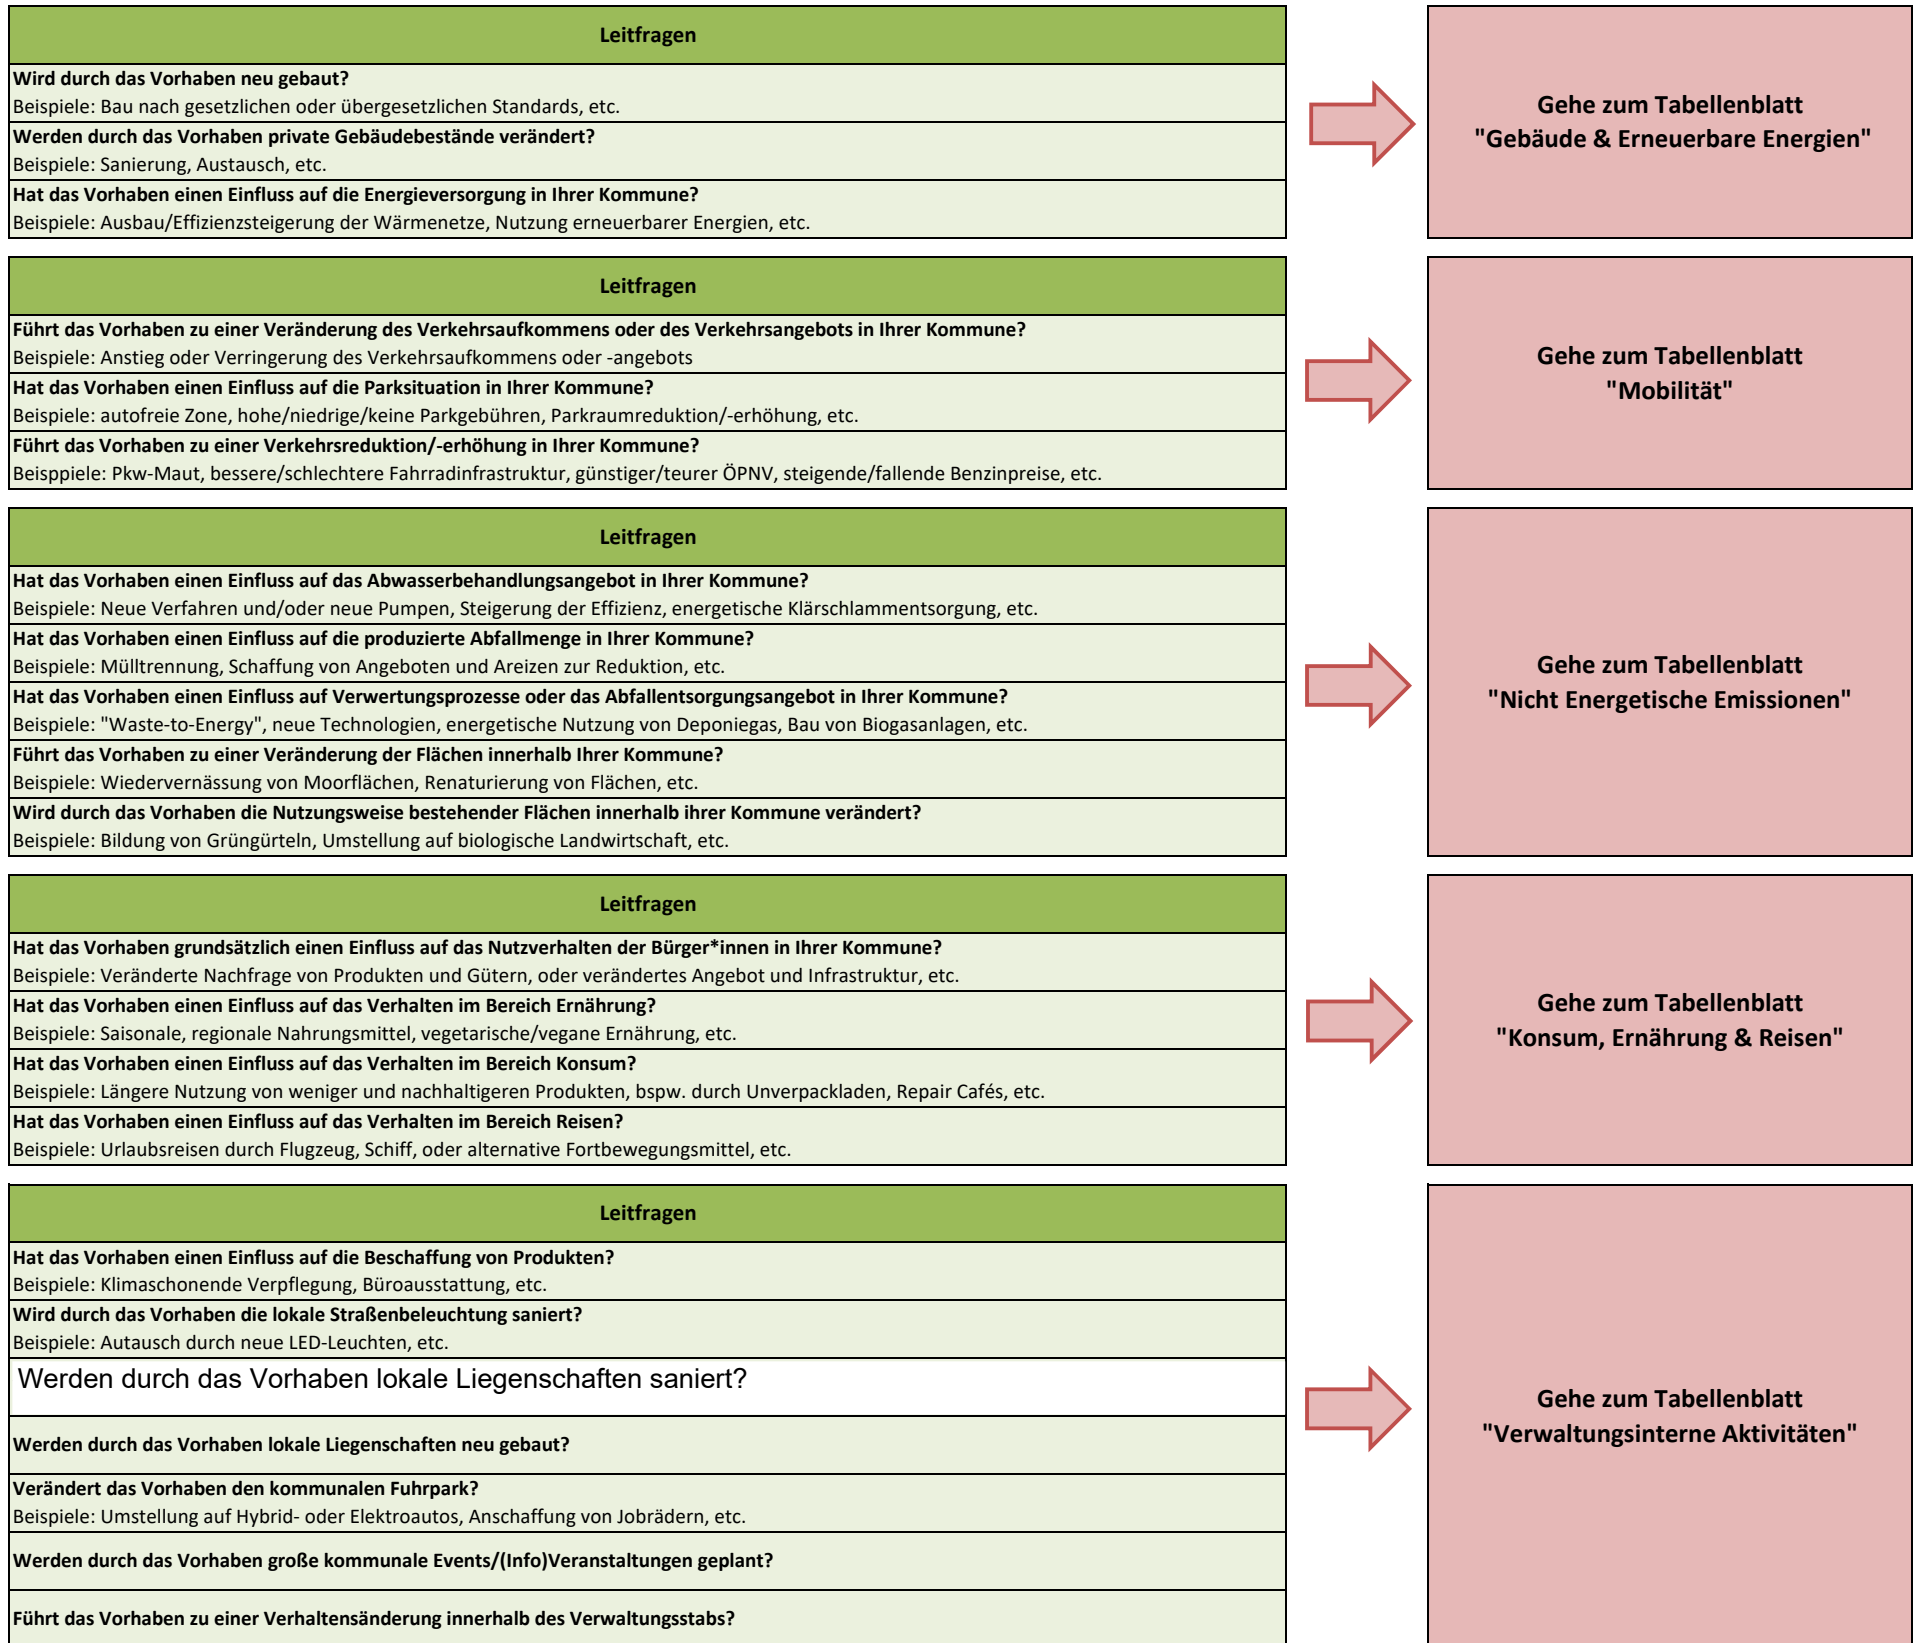 Leitfragen
Wird durch das Vorhaben neu gebaut?
Beispiele: Bau nach gesetzlichen oder übergesetzlichen Standards, etc.
Werden durch das Vorhaben private Gebäudebestände verändert?
Beispiele: Sanierung, Austausch, etc.
Hat das Vorhaben einen Einfluss auf die Energieversorgung in Ihrer Kommune?
Beispiele: Ausbau/Effizienzsteigerung der Wärmenetze, Nutzung erneuerbarer Energien, etc.
Gehe zum Tabellenblatt
"Gebäude & Erneuerbare Energien"
Leitfragen
Führt das Vorhaben zu einer Veränderung des Verkehrsaufkommens oder des Verkehrsangebots in Ihrer Kommune?
Beispiele: Anstieg oder Verringerung des Verkehrsaufkommens oder -angebots
Hat das Vorhaben einen Einfluss auf die Parksituation in Ihrer Kommune?
Beispiele: autofreie Zone, hohe/niedrige/keine Parkgebühren, Parkraumreduktion/-erhöhung, etc.
Führt das Vorhaben zu einer Verkehrsreduktion/-erhöhung in Ihrer Kommune?
Beisppiele: Pkw-Maut, bessere/schlechtere Fahrradinfrastruktur, günstiger/teurer ÖPNV, steigende/fallende Benzinpreise, etc.
Gehe zum Tabellenblatt
"Mobilität"
Leitfragen
Hat das Vorhaben einen Einfluss auf das Abwasserbehandlungsangebot in Ihrer Kommune?
Beispiele: Neue Verfahren und/oder neue Pumpen, Steigerung der Effizienz, energetische Klärschlammentsorgung, etc.
Hat das Vorhaben einen Einfluss auf die produzierte Abfallmenge in Ihrer Kommune?
Beispiele: Mülltrennung, Schaffung von Angeboten und Areizen zur Reduktion, etc.
Hat das Vorhaben einen Einfluss auf Verwertungsprozesse oder das Abfallentsorgungsangebot in Ihrer Kommune?
Beispiele: "Waste-to-Energy", neue Technologien, energetische Nutzung von Deponiegas, Bau von Biogasanlagen, etc.
Führt das Vorhaben zu einer Veränderung der Flächen innerhalb Ihrer Kommune?
Beispiele: Wiedervernässung von Moorflächen, Renaturierung von Flächen, etc.
Wird durch das Vorhaben die Nutzungsweise bestehender Flächen innerhalb ihrer Kommune verändert?
Beispiele: Bildung von Grüngürteln, Umstellung auf biologische Landwirtschaft, etc.
Gehe zum Tabellenblatt
"Nicht Energetische Emissionen"
Leitfragen
Hat das Vorhaben grundsätzlich einen Einfluss auf das Nutzverhalten der Bürger*innen in Ihrer Kommune?
Beispiele: Veränderte Nachfrage von Produkten und Gütern, oder verändertes Angebot und Infrastruktur, etc.
Hat das Vorhaben einen Einfluss auf das Verhalten im Bereich Ernährung?
Beispiele: Saisonale, regionale Nahrungsmittel, vegetarische/vegane Ernährung, etc.
Hat das Vorhaben einen Einfluss auf das Verhalten im Bereich Konsum?
Beispiele: Längere Nutzung von weniger und nachhaltigeren Produkten, bspw. durch Unverpackladen, Repair Cafés, etc.
Hat das Vorhaben einen Einfluss auf das Verhalten im Bereich Reisen?
Beispiele: Urlaubsreisen durch Flugzeug, Schiff, oder alternative Fortbewegungsmittel, etc.
Gehe zum Tabellenblatt
"Konsum, Ernährung & Reisen"
Leitfragen
Hat das Vorhaben einen Einfluss auf die Beschaffung von Produkten?
Beispiele: Klimaschonende Verpflegung, Büroausstattung, etc.
Wird durch das Vorhaben die lokale Straßenbeleuchtung saniert?
Beispiele: Autausch durch neue LED-Leuchten, etc.
Werden durch das Vorhaben lokale Liegenschaften saniert?
Werden durch das Vorhaben lokale Liegenschaften neu gebaut?
Verändert das Vorhaben den kommunalen Fuhrpark?
Beispiele: Umstellung auf Hybrid- oder Elektroautos, Anschaffung von Jobrädern, etc.
Werden durch das Vorhaben große kommunale Events/(Info)Veranstaltungen geplant?
Führt das Vorhaben zu einer Verhaltensänderung innerhalb des Verwaltungsstabs?
Gehe zum Tabellenblatt
"Verwaltungsinterne Aktivitäten"